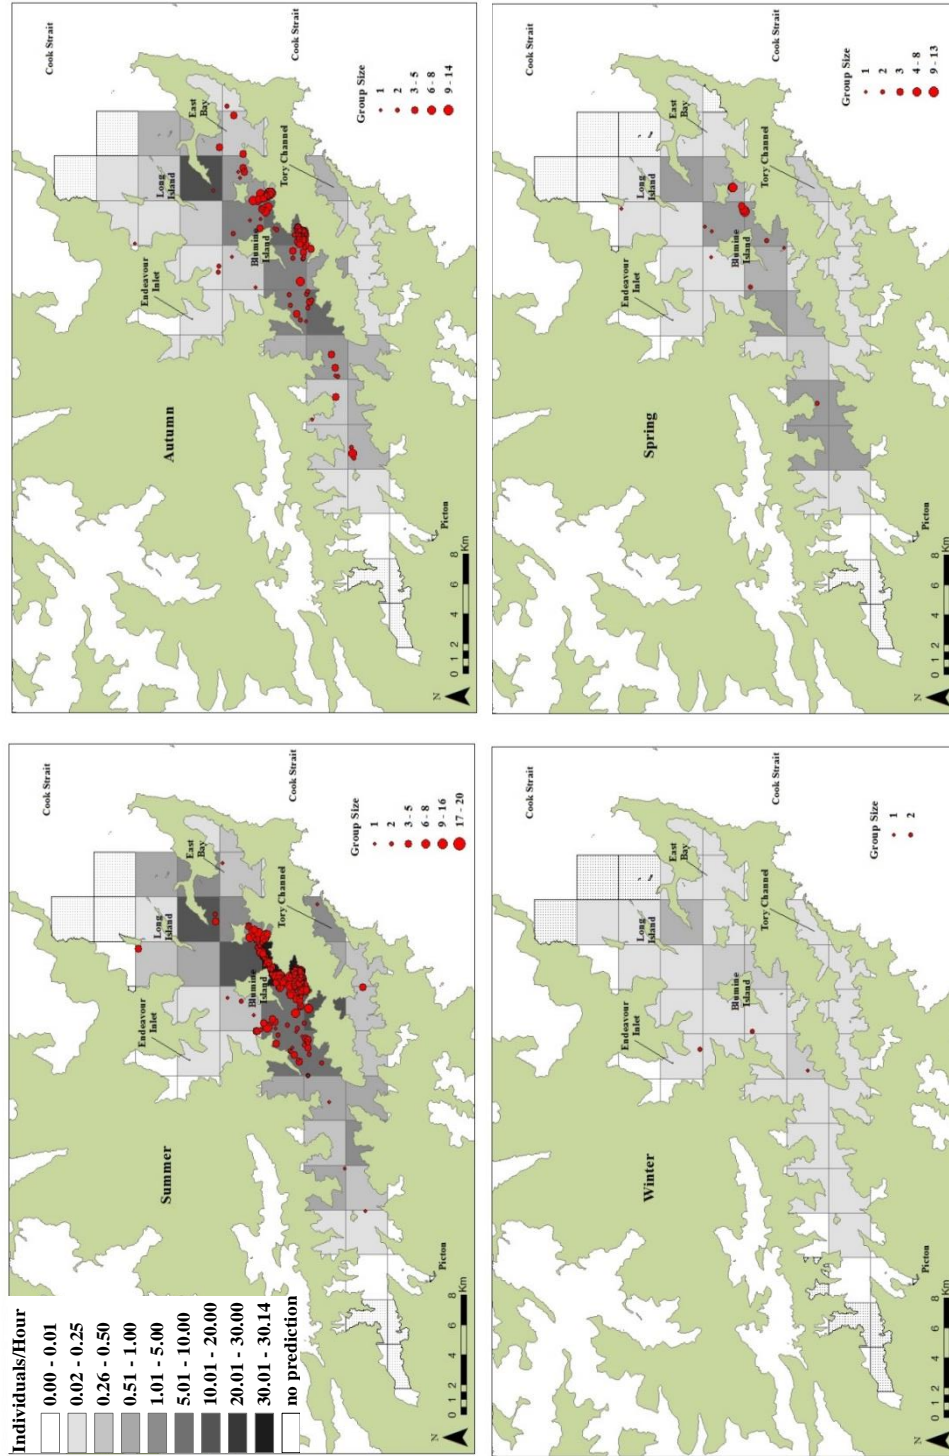 Individuals/Hour
0.00 - 0.01
0.02 - 0.25
0.26 - 0.50
0.51 - 1.00
1.01 - 5.00
5.01 - 10.00
10.01 - 20.00
20.01 - 30.00
30.01 - 30.14
no prediction
Summer
Cook Strait
Endeavour
Inlet
Long
Island
East
Bay
Blumine
Island
Tory Channel
Cook Strait
Picton
N
0 1 2 4 6 8
Km
Group Size
1
2
3 - 5
6 - 8
9 - 16
17 - 20
Autumn
Cook Strait
Endeavour
Inlet
Long
Island
East
Bay
Blumine
Island
Tory Channel
Cook Strait
Picton
N
0 1 2 4 6 8
Km
Group Size
1
2
3 - 5
6 - 8
9 - 14
Winter
Cook Strait
Endeavour
Inlet
Long
Island
East
Bay
Blumine
Island
Tory Channel
Cook Strait
Picton
N
0 1 2 4 6 8
Km
Group Size
1
2
Spring
Cook Strait
Endeavour
Inlet
Long
Island
East
Bay
Blumine
Island
Tory Channel
Cook Strait
Picton
N
0 1 2 4 6 8
Km
Group Size
1
2
3
4 - 8
9 - 13